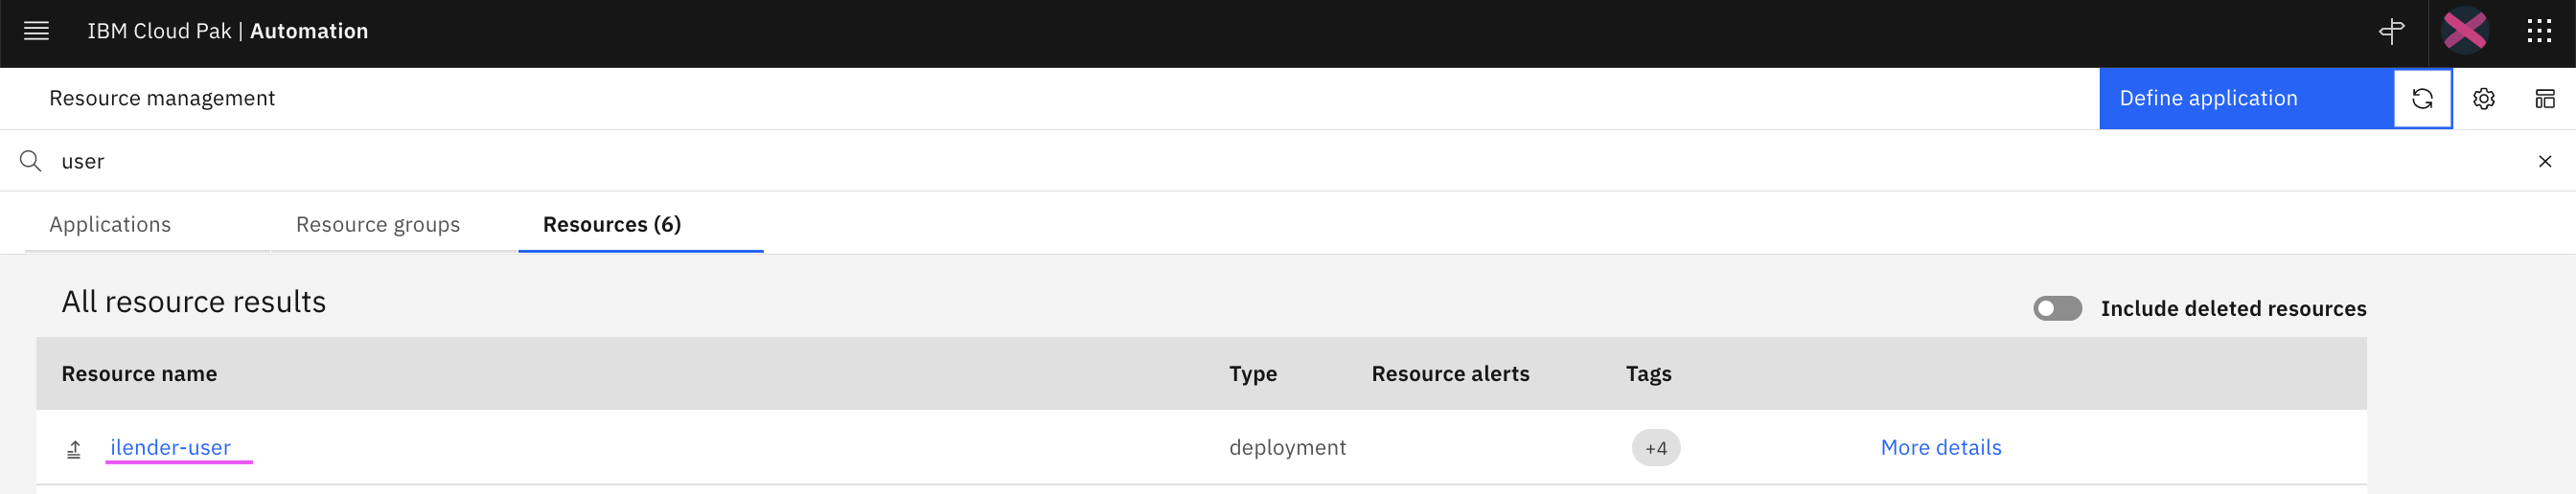 IBM Cloud Pak | Automation
Resource management
Define application
user
Applications
Resource groups
Resources (6)
All resource results
Include deleted resources
Resource name Type Resource alerts Tags
ilender-user deployment +4 More details